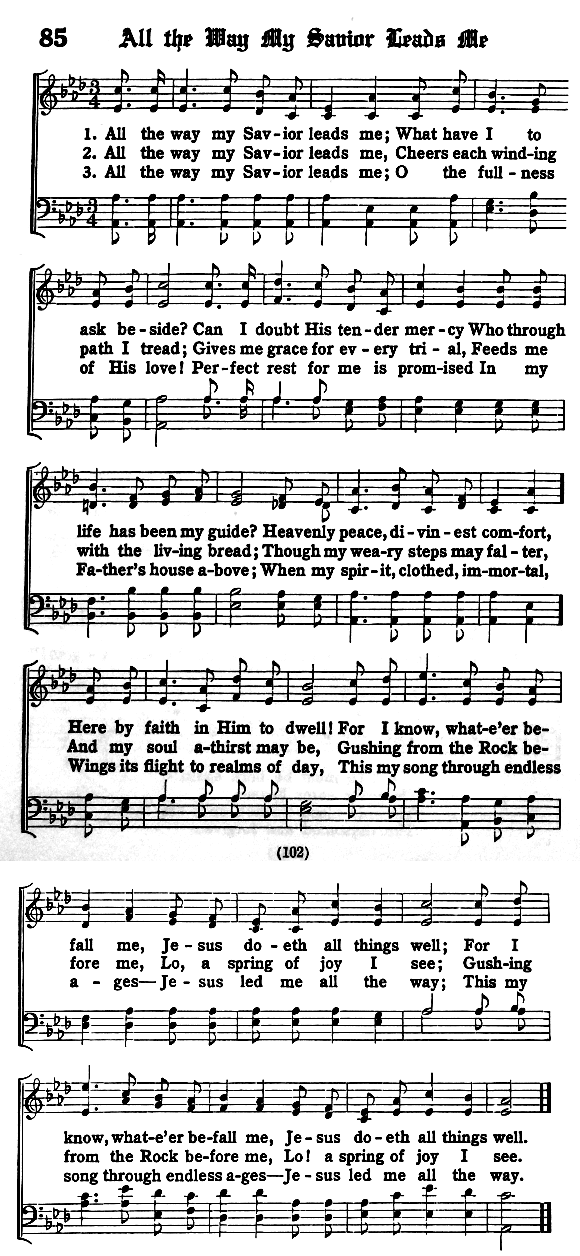 85 All the Way My Savior Leads Me
1. All the way my Sav-ior leads me; What have I to
2. All the way my Sav-ior leads me, Cheers each wind-ing
3. All the way my Sav-ior leads me; O the full-ness
ask be-side? Can I doubt His ten-der mer-cy Who through
path I tread; Gives me grace for ev-ery tri-al, Feeds me
of His love! Per-fect rest for me is prom-ised In my
life has been my guide? Heavenly peace, di-vin-est com-fort,
with the liv-ing bread; Though my wea-ry steps may fal-ter,
Fa-ther's house a-bove; When my spir-it, clothed, im-mor-tal,
Here by faith in Him to dwell! For I know, what-e'er be-
And my soul a-thirst may be, Gushing from the Rock be-
Wings its flight to realms of day, This my song through endless
(102)
fall me, Je-sus do-eth all things well; For I
fore me, Lo, a spring of joy I see; Gush-ing
a-ges—Je-sus led me all the way; This my
know, what-e'er be-fall me, Je-sus do-eth all things well.
from the Rock be-fore me, Lo! a spring of joy I see.
song through endless a-ges—Je-sus led me all the way.